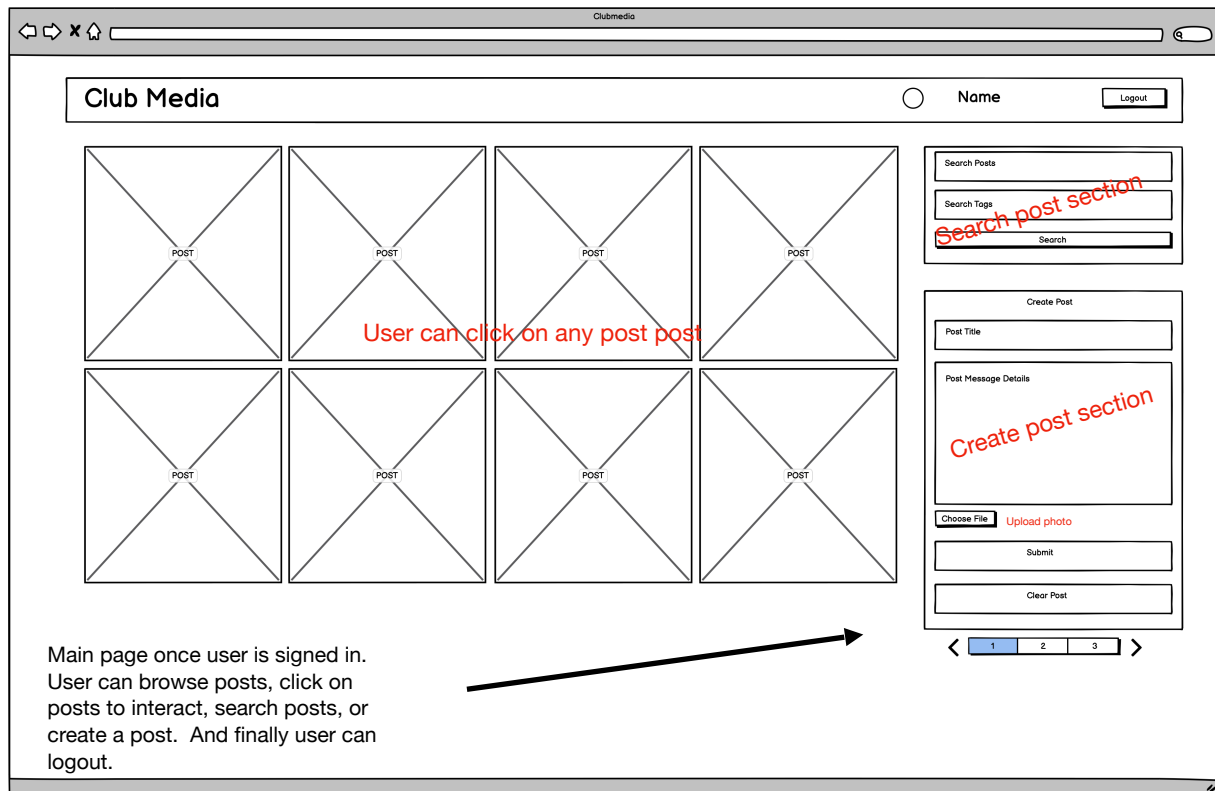 Clubmedia
Club Media
Name
Logout
POST
POST
POST
POST
User can click on any post post
POST
POST
POST
POST
Search Posts
Search Tags
Search post section
Search
Create Post
Post Title
Post Message Details
Create post section
Choose File
Upload photo
Submit
Clear Post
1
2
3
Main page once user is signed in.
User can browse posts, click on
posts to interact, search posts, or
create a post.  And finally user can
logout.